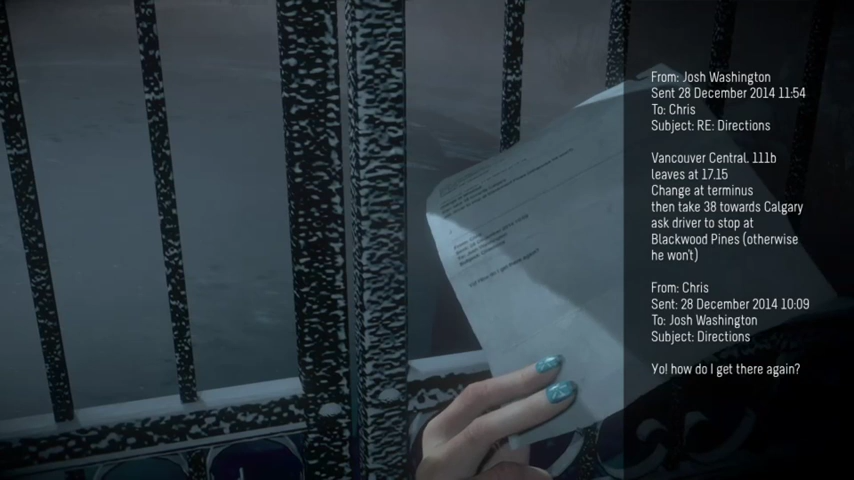 From: Josh Washington
Sent 28 December 2014 11:54
To: Chris
Subject: RE: Directions
Vancouver Central. 111b
leaves at 17.15
Change at terminus
then take 38 towards Calgary
ask driver to stop at
Blackwood Pines (otherwise
he won't)
From: Chris
Sent: 28 December 2014 10:09
To: Josh Washington
Subject: Directions
Yo! how do I get there again?